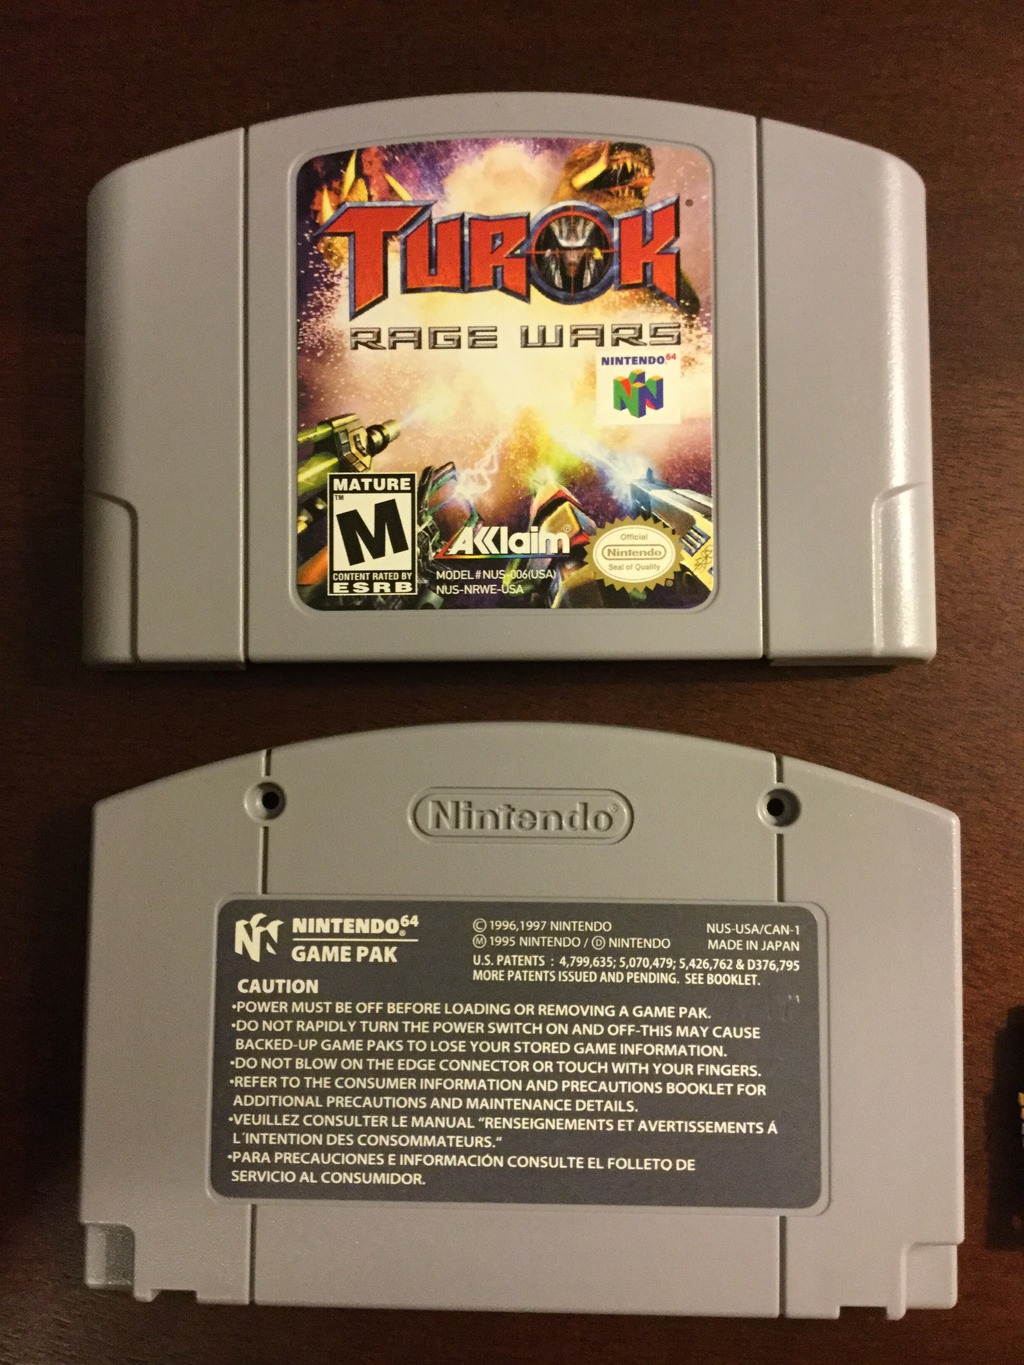 TUROK
RAGE WARS
NINTENDO 64
MATURE
TM
M
CONTENT RATED BY
ESRB
AKKlaim®
MODEL # NUS-006(USA)
NUS-NRWE-USA
Official
Nintendo
Seal of Quality
Nintendo®
NINTENDO 64®
GAME PAK
Ⓒ 1996,1997 NINTENDO
Ⓜ 1995 NINTENDO / Ⓓ NINTENDO
NUS-USA/CAN-1
MADE IN JAPAN
U.S. PATENTS : 4,799,635; 5,070,479; 5,426,762 & D376,795
MORE PATENTS ISSUED AND PENDING. SEE BOOKLET.
CAUTION
•POWER MUST BE OFF BEFORE LOADING OR REMOVING A GAME PAK.
•DO NOT RAPIDLY TURN THE POWER SWITCH ON AND OFF-THIS MAY CAUSE
BACKED-UP GAME PAKS TO LOSE YOUR STORED GAME INFORMATION.
•DO NOT BLOW ON THE EDGE CONNECTOR OR TOUCH WITH YOUR FINGERS.
•REFER TO THE CONSUMER INFORMATION AND PRECAUTIONS BOOKLET FOR
ADDITIONAL PRECAUTIONS AND MAINTENANCE DETAILS.
•VEUILLEZ CONSULTER LE MANUAL "RENSEIGNEMENTS ET AVERTISSEMENTS Á
L´INTENTION DES CONSOMMATEURS."
•PARA PRECAUCIONES E INFORMACIÓN CONSULTE EL FOLLETO DE
SERVICIO AL CONSUMIDOR.